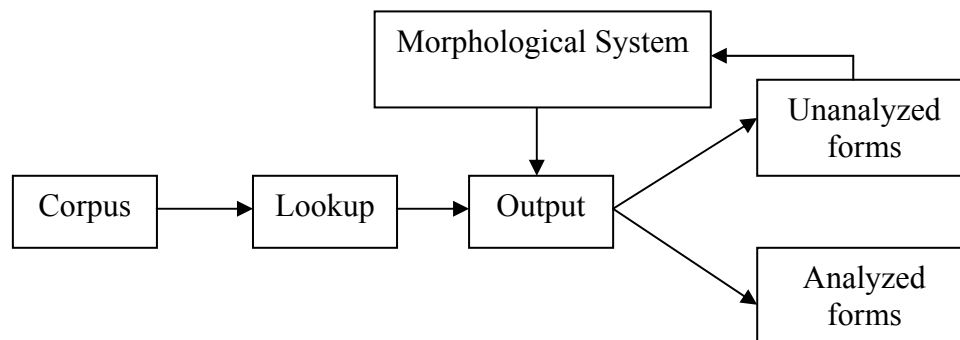 Morphological System
Unanalyzed
forms
Corpus
Lookup
Output
Analyzed
forms